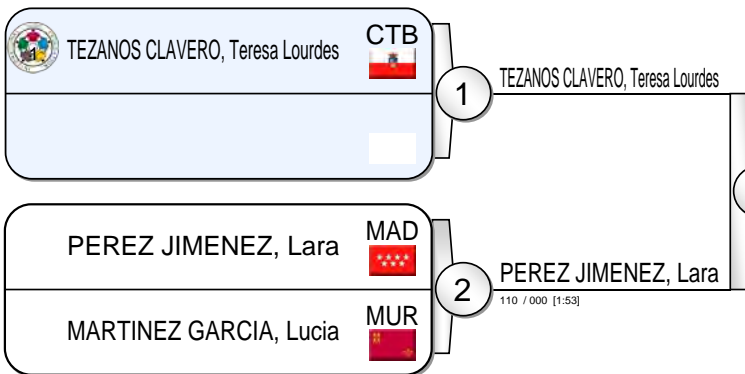 1 TEZANOS CLAVERO, Teresa Lourdes CTB
1 TEZANOS CLAVERO, Teresa Lourdes
PEREZ JIMENEZ, Lara MAD
2 PEREZ JIMENEZ, Lara
110 / 000 [1:53]
MARTINEZ GARCIA, Lucia MUR